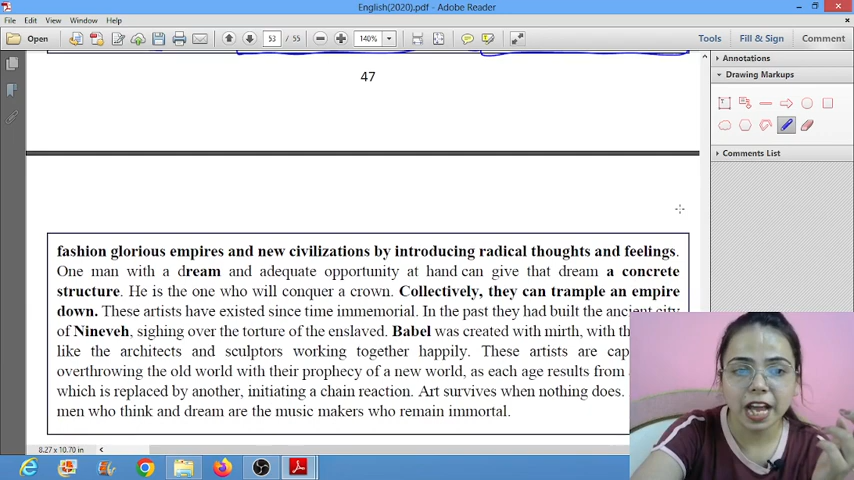 English(2020).pdf - Adobe Reader
File Edit View Window Help
Open 53 / 55 140% Tools Fill & Sign Comment
Annotations
Drawing Markups
T
Comments List
47
fashion glorious empires and new civilizations by introducing radical thoughts and feelings.
One man with a dream and adequate opportunity at hand can give that dream a concrete
structure. He is the one who will conquer a crown. Collectively, they can trample an empire
down. These artists have existed since time immemorial. In the past they had built the ancient city
of Nineveh, sighing over the torture of the enslaved. Babel was created with mirth, with
like the architects and sculptors working together happily. These artists are
overthrowing the old world with their prophecy of a new world, as each age results from
which is replaced by another, initiating a chain reaction. Art survives when nothing does.
men who think and dream are the music makers who remain immortal.
8.27 x 10.70 in